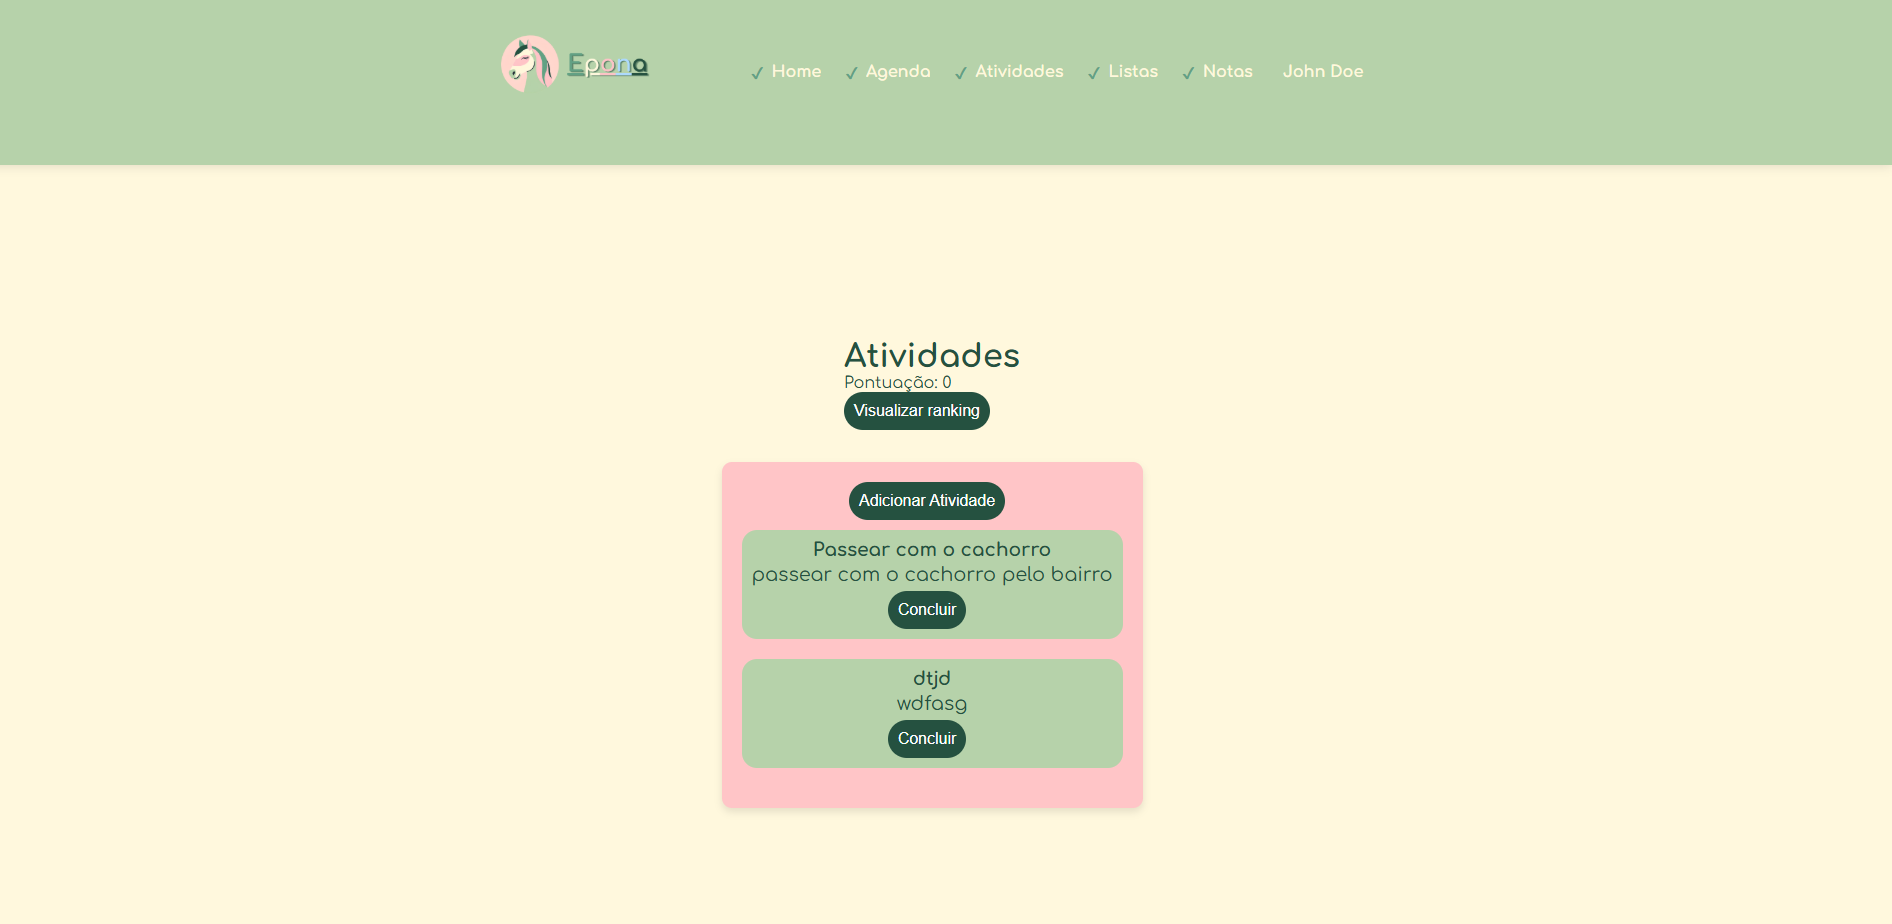 Epona
Home Agenda Atividades Listas Notas John Doe
Atividades
Pontuação: 0
Visualizar ranking
Adicionar Atividade
Passear com o cachorro
passear com o cachorro pelo bairro
Concluir
dtjd
wdfasg
Concluir